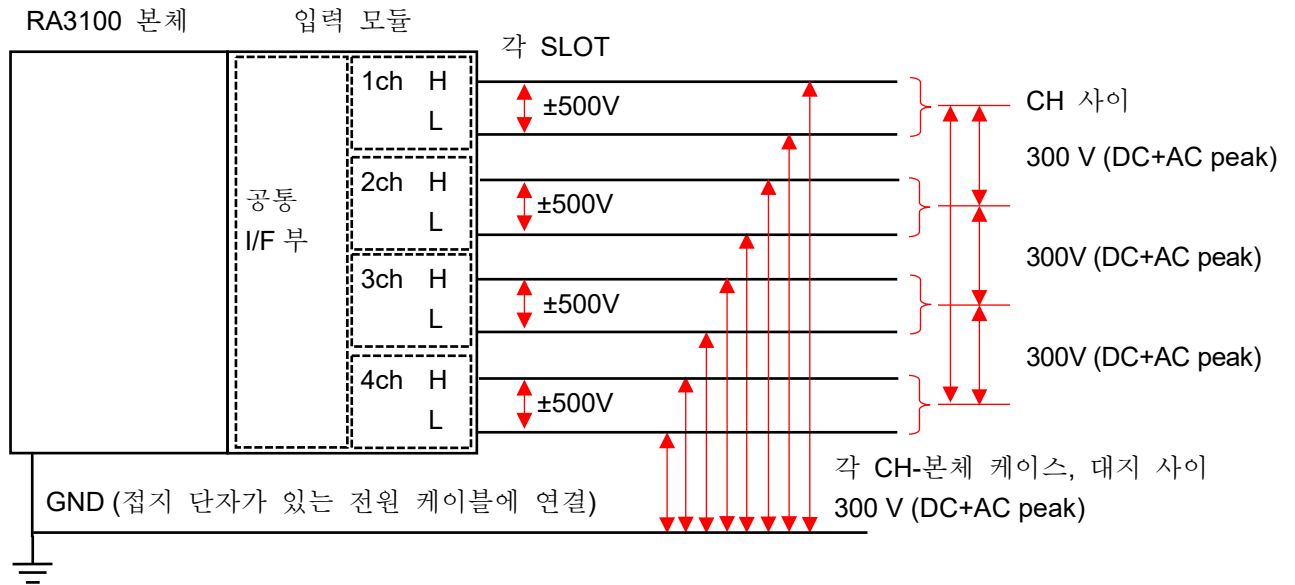 RA3100 본체
입력 모듈
각 SLOT
1ch H
L
±500V
CH 사이
300 V (DC+AC peak)
2ch H
L
±500V
공통
I/F 부
300V (DC+AC peak)
3ch H
L
±500V
300V (DC+AC peak)
4ch H
L
±500V
각 CH-본체 케이스, 대지 사이
300 V (DC+AC peak)
GND (접지 단자가 있는 전원 케이블에 연결)